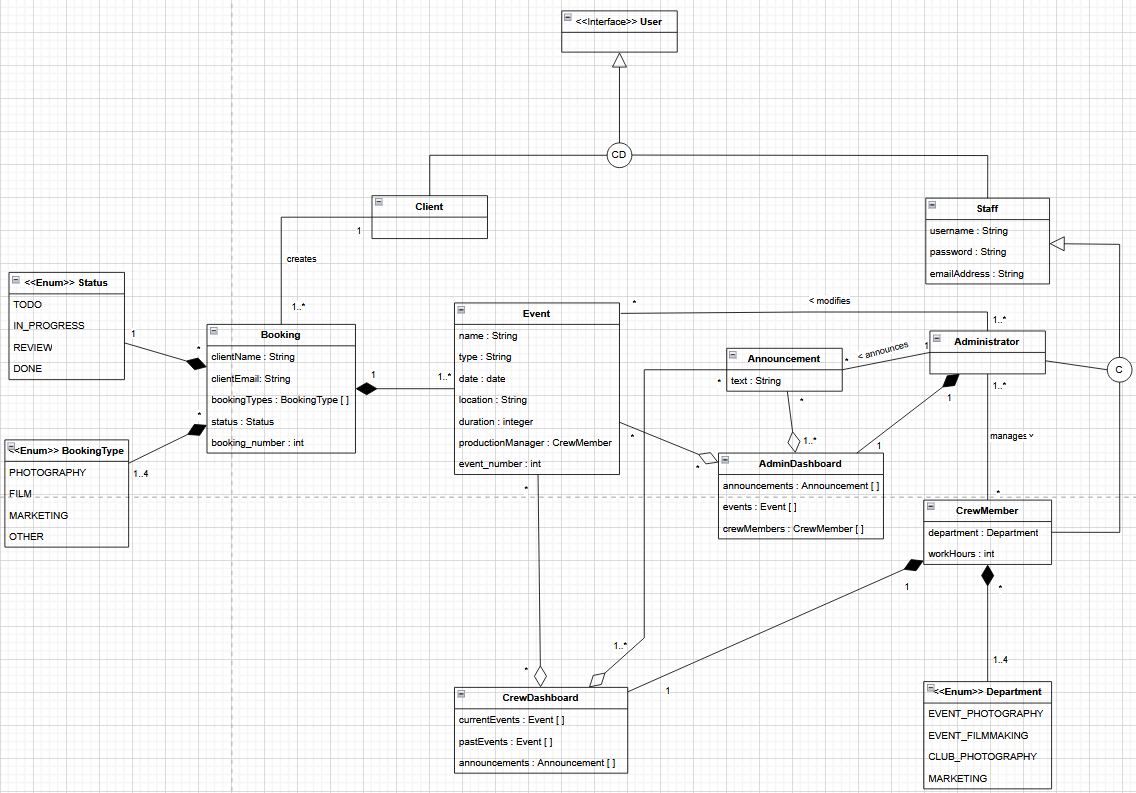 <<Interface>> User
CD
Client
1
creates
1..*
Staff
username : String
password : String
emailAddress : String
<<Enum>> Status
TODO
IN_PROGRESS
REVIEW
DONE
1
*
Booking
clientName : String
clientEmail: String
bookingTypes : BookingType [ ]
status : Status
booking_number : int
*
1..4
<<Enum>> BookingType
PHOTOGRAPHY
FILM
MARKETING
OTHER
1
1..*
Event
name : String
type : String
date : date
location : String
duration : integer
productionManager : CrewMember
event_number : int
*
< modifies
1..*
Administrator
1
< announces
*
Announcement
text : String
*
*
1..*
*
*
AdminDashboard
announcements : Announcement [ ]
events : Event [ ]
crewMembers : CrewMember [ ]
1
1
C
1..*
manages v
*
CrewMember
department : Department
workHours : int
1
*
1..4
<<Enum>> Department
EVENT_PHOTOGRAPHY
EVENT_FILMMAKING
CLUB_PHOTOGRAPHY
MARKETING
*
*
1..*
1
CrewDashboard
currentEvents : Event [ ]
pastEvents : Event [ ]
announcements : Announcement [ ]